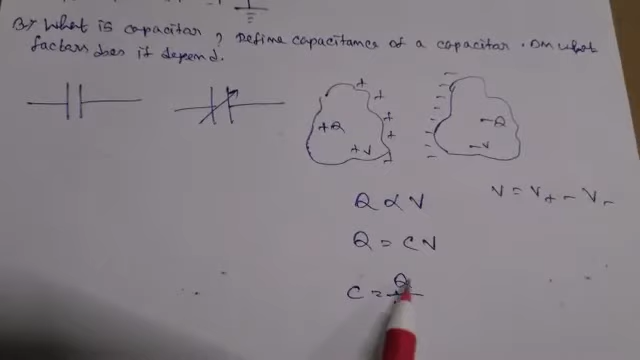 Q) What is capacitor, Define capacitance of a capacitor. On what
factors does it depend.
+Q
+V
-Q
-V
Q ∝ V
V = V+ - V-
Q = CV
C = Q